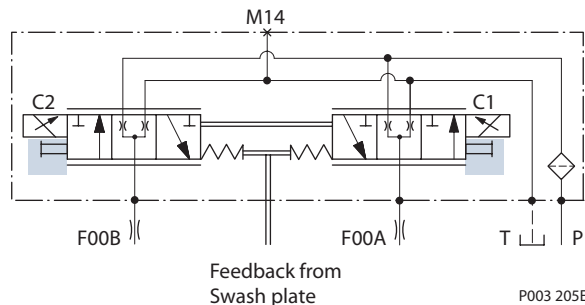 M14
C2
C1
F00B
F00A
T
P
Feedback from
Swash plate
P003 205E